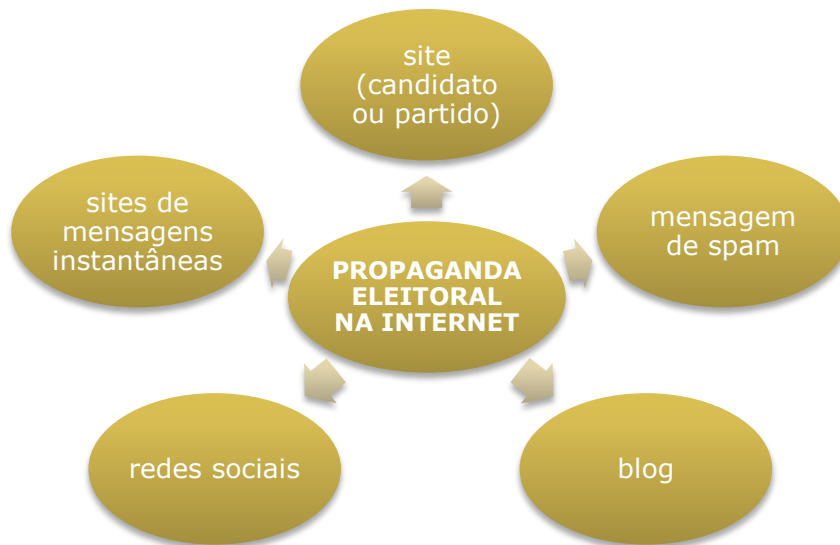 site
(candidato
ou partido)
sites de
mensagens
instantâneas
mensagem
de spam
PROPAGANDA
ELEITORAL
NA INTERNET
redes sociais
blog